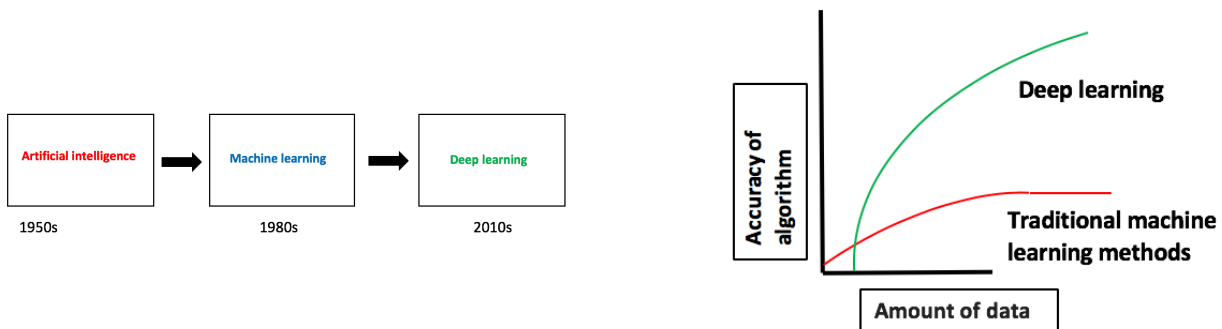 Artificial intelligence
Machine learning
Deep learning
1950s
1980s
2010s
Accuracy of
algorithm
Deep learning
Traditional machine
learning methods
Amount of data